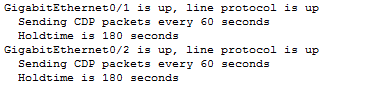 GigabitEthernet0/1 is up, line protocol is up
  Sending CDP packets every 60 seconds
  Holdtime is 180 seconds
GigabitEthernet0/2 is up, line protocol is up
  Sending CDP packets every 60 seconds
  Holdtime is 180 seconds